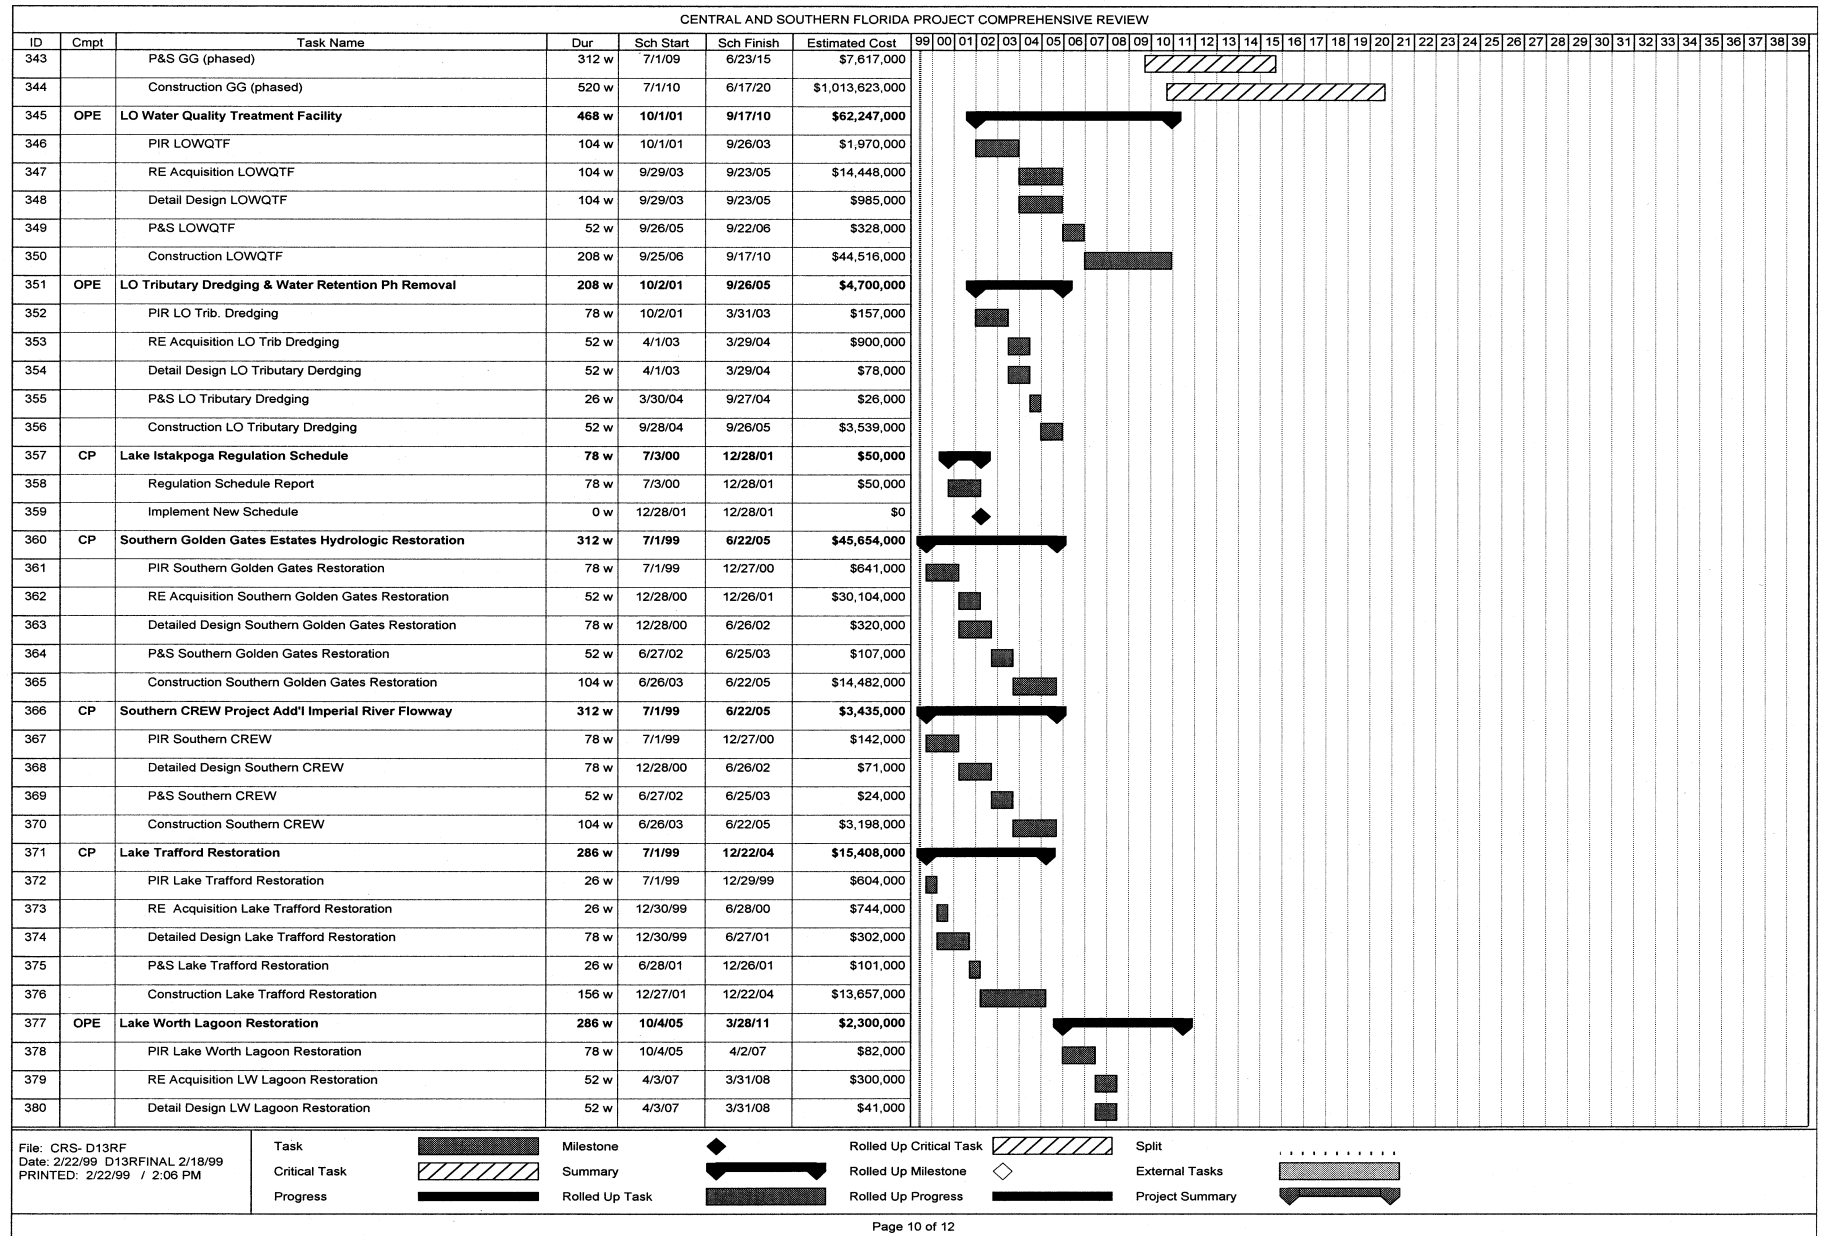 CENTRAL AND SOUTHERN FLORIDA PROJECT COMPREHENSIVE REVIEW
ID Cmpt Task Name Dur Sch Start Sch Finish Estimated Cost 99 00 01 02 03 04 05 06 07 08 09 10 11 12 13 14 15 16 17 18 19 20 21 22 23 24 25 26 27 28 29 30 31 32 33 34 35 36 37 38 39
343 P&S GG (phased) 312 w 7/1/09 6/23/15 $7,617,000
344 Construction GG (phased) 520 w 7/1/10 6/17/20 $1,013,623,000
345 OPE LO Water Quality Treatment Facility 468 w 10/1/01 9/17/10 $62,247,000
346 PIR LOWQTF 104 w 10/1/01 9/26/03 $1,970,000
347 RE Acquisition LOWQTF 104 w 9/29/03 9/23/05 $14,448,000
348 Detail Design LOWQTF 104 w 9/29/03 9/23/05 $985,000
349 P&S LOWQTF 52 w 9/26/05 9/22/06 $328,000
350 Construction LOWQTF 208 w 9/25/06 9/17/10 $44,516,000
351 OPE LO Tributary Dredging & Water Retention Ph Removal 208 w 10/2/01 9/26/05 $4,700,000
352 PIR LO Trib. Dredging 78 w 10/2/01 3/31/03 $157,000
353 RE Acquisition LO Trib Dredging 52 w 4/1/03 3/29/04 $900,000
354 Detail Design LO Tributary Derdging 52 w 4/1/03 3/29/04 $78,000
355 P&S LO Tributary Dredging 26 w 3/30/04 9/27/04 $26,000
356 Construction LO Tributary Dredging 52 w 9/28/04 9/26/05 $3,539,000
357 CP Lake Istakpoga Regulation Schedule 78 w 7/3/00 12/28/01 $50,000
358 Regulation Schedule Report 78 w 7/3/00 12/28/01 $50,000
359 Implement New Schedule 0 w 12/28/01 12/28/01 $0
360 CP Southern Golden Gates Estates Hydrologic Restoration 312 w 7/1/99 6/22/05 $45,654,000
361 PIR Southern Golden Gates Restoration 78 w 7/1/99 12/27/00 $641,000
362 RE Acquisition Southern Golden Gates Restoration 52 w 12/28/00 12/26/01 $30,104,000
363 Detailed Design Southern Golden Gates Restoration 78 w 12/28/00 6/26/02 $320,000
364 P&S Southern Golden Gates Restoration 52 w 6/27/02 6/25/03 $107,000
365 Construction Southern Golden Gates Restoration 104 w 6/26/03 6/22/05 $14,482,000
366 CP Southern CREW Project Add'l Imperial River Flowway 312 w 7/1/99 6/22/05 $3,435,000
367 PIR Southern CREW 78 w 7/1/99 12/27/00 $142,000
368 Detailed Design Southern CREW 78 w 12/28/00 6/26/02 $71,000
369 P&S Southern CREW 52 w 6/27/02 6/25/03 $24,000
370 Construction Southern CREW 104 w 6/26/03 6/22/05 $3,198,000
371 CP Lake Trafford Restoration 286 w 7/1/99 12/22/04 $15,408,000
372 PIR Lake Trafford Restoration 26 w 7/1/99 12/29/99 $604,000
373 RE Acquisition Lake Trafford Restoration 26 w 12/30/99 6/28/00 $744,000
374 Detailed Design Lake Trafford Restoration 78 w 12/30/99 6/27/01 $302,000
375 P&S Lake Trafford Restoration 26 w 6/28/01 12/26/01 $101,000
376 Construction Lake Trafford Restoration 156 w 12/27/01 12/22/04 $13,657,000
377 OPE Lake Worth Lagoon Restoration 286 w 10/4/05 3/28/11 $2,300,000
378 PIR Lake Worth Lagoon Restoration 78 w 10/4/05 4/2/07 $82,000
379 RE Acquisition LW Lagoon Restoration 52 w 4/3/07 3/31/08 $300,000
380 Detail Design LW Lagoon Restoration 52 w 4/3/07 3/31/08 $41,000
File: CRS- D13RF
Date: 2/22/99 D13RFINAL 2/18/99
PRINTED: 2/22/99 / 2:06 PM
Task Milestone Rolled Up Critical Task Split
Critical Task Summary Rolled Up Milestone External Tasks
Progress Rolled Up Task Rolled Up Progress Project Summary
Page 10 of 12